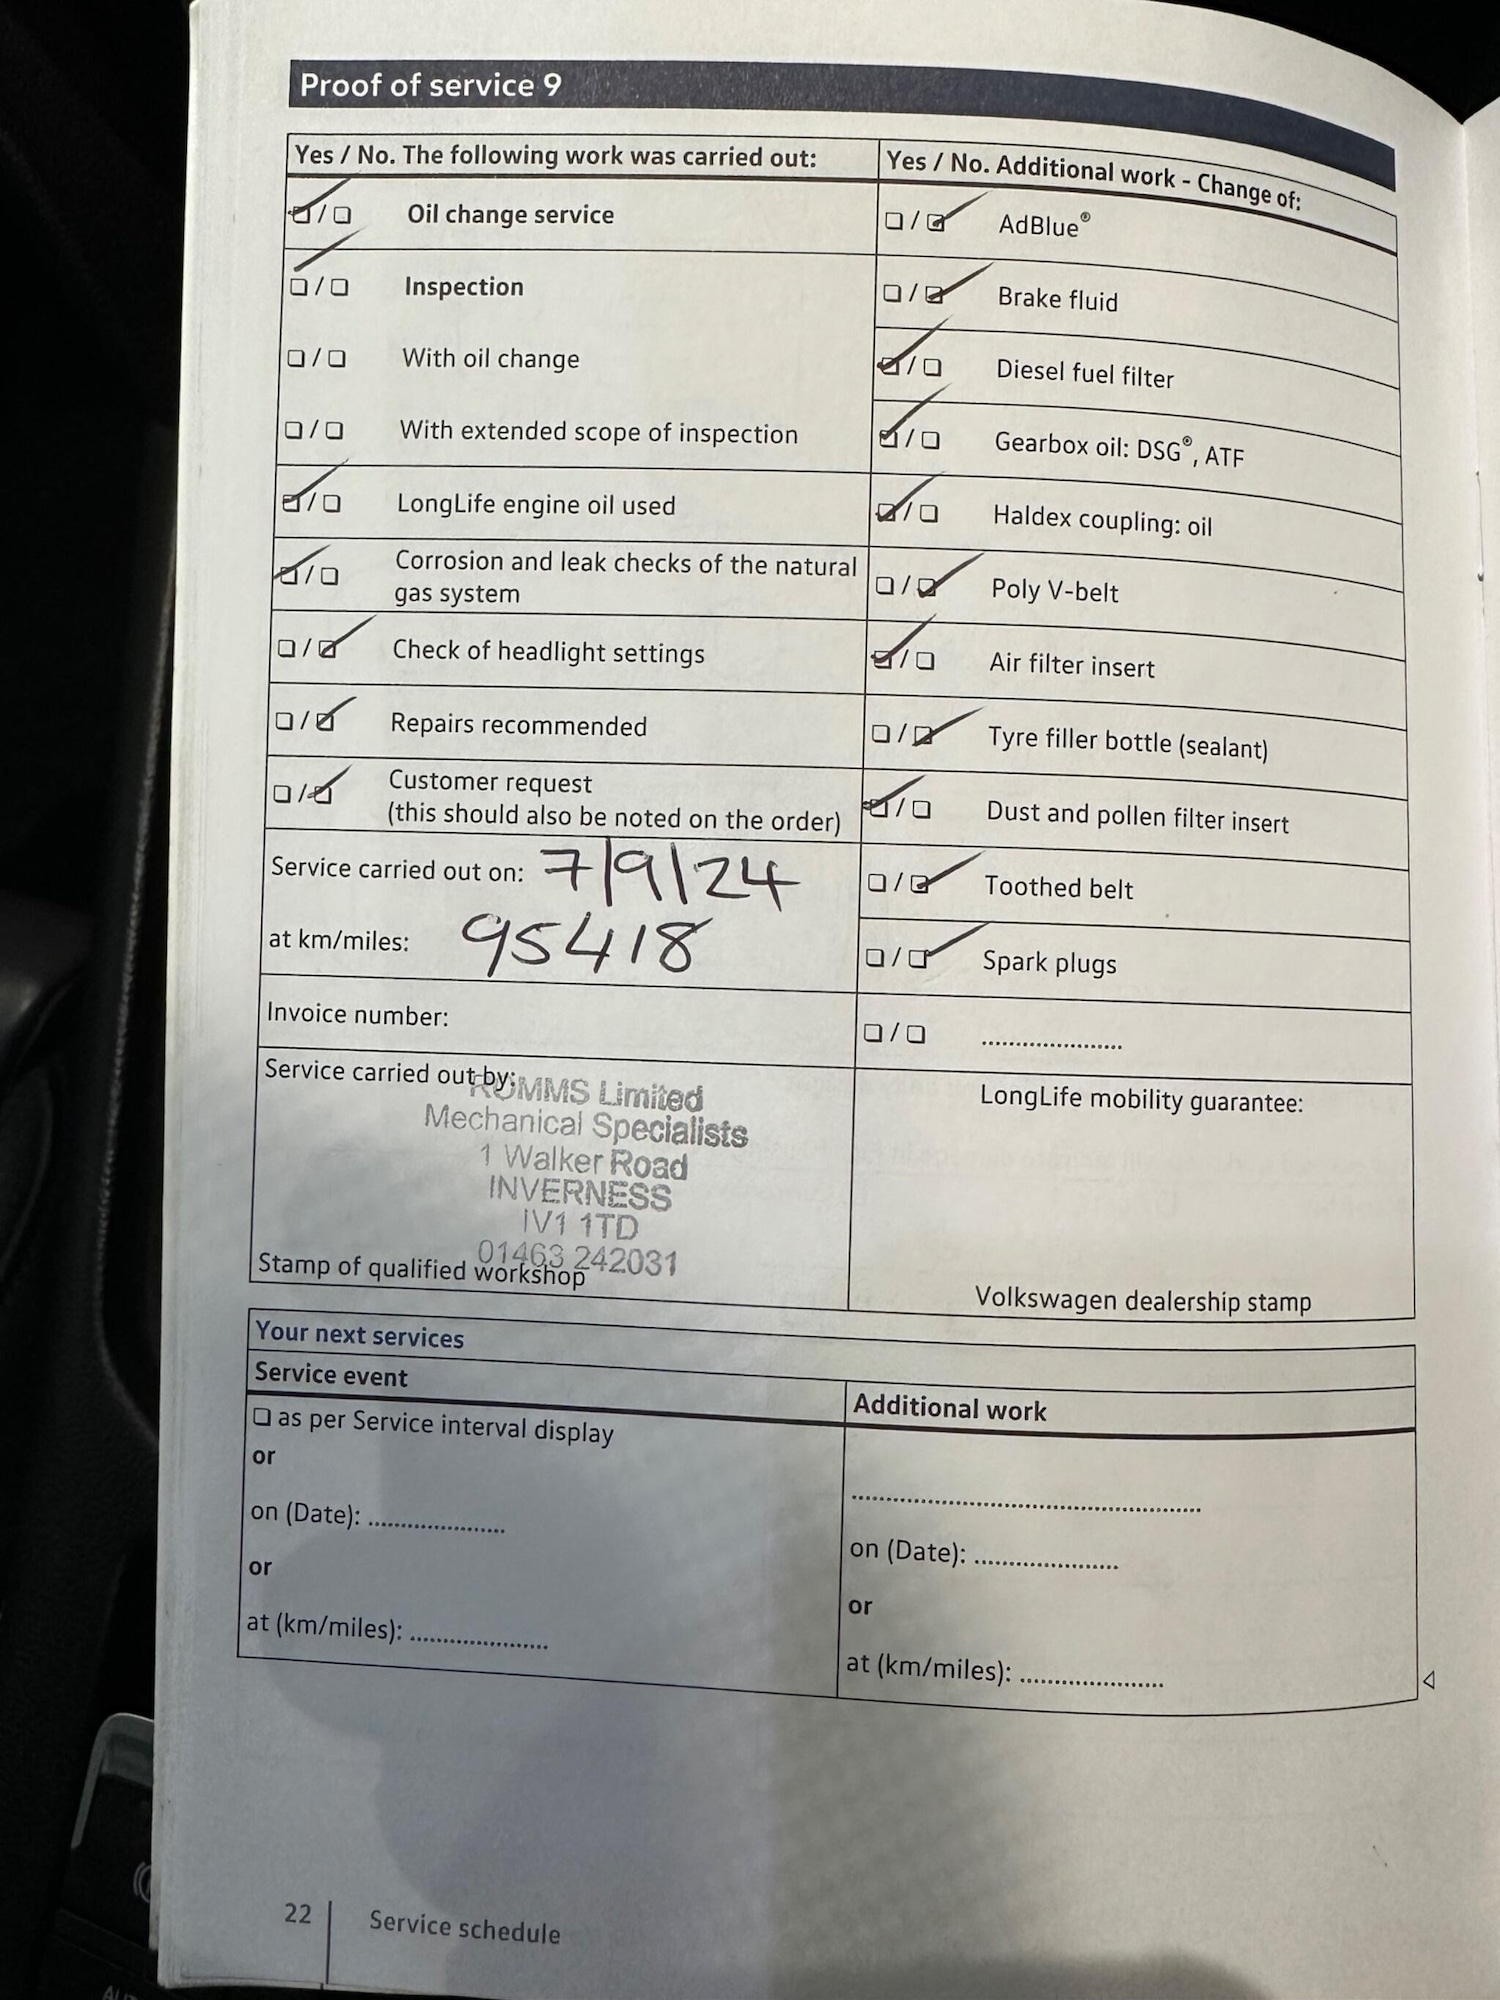 Proof of service 9
Yes / No. The following work was carried out:
☑ / ☐ Oil change service
☐ / ☐ Inspection
☐ / ☐ With oil change
☐ / ☐ With extended scope of inspection
☑ / ☐ LongLife engine oil used
☑ / ☐ Corrosion and leak checks of the natural
gas system
☐ / ☑ Check of headlight settings
☐ / ☑ Repairs recommended
☐ / ☑ Customer request
(this should also be noted on the order)
Service carried out on: 7/9/24
at km/miles: 95418
Invoice number:
Service carried out by:
ROMMS Limited
Mechanical Specialists
1 Walker Road
INVERNESS
IV1 1TD
01463 242031
Stamp of qualified workshop
Yes / No. Additional work - Change of:
☐ / ☑ AdBlue®
☐ / ☑ Brake fluid
☑ / ☐ Diesel fuel filter
☑ / ☐ Gearbox oil: DSG®, ATF
☑ / ☐ Haldex coupling: oil
☐ / ☑ Poly V-belt
☑ / ☐ Air filter insert
☐ / ☑ Tyre filler bottle (sealant)
☑ / ☐ Dust and pollen filter insert
☐ / ☑ Toothed belt
☐ / ☑ Spark plugs
☐ / ☐ .....................
LongLife mobility guarantee:
Volkswagen dealership stamp
Your next services
Service event
☐ as per Service interval display
or
on (Date): .....................
or
at (km/miles): .....................
Additional work
.....................
on (Date): .....................
or
at (km/miles): .....................
22 Service schedule